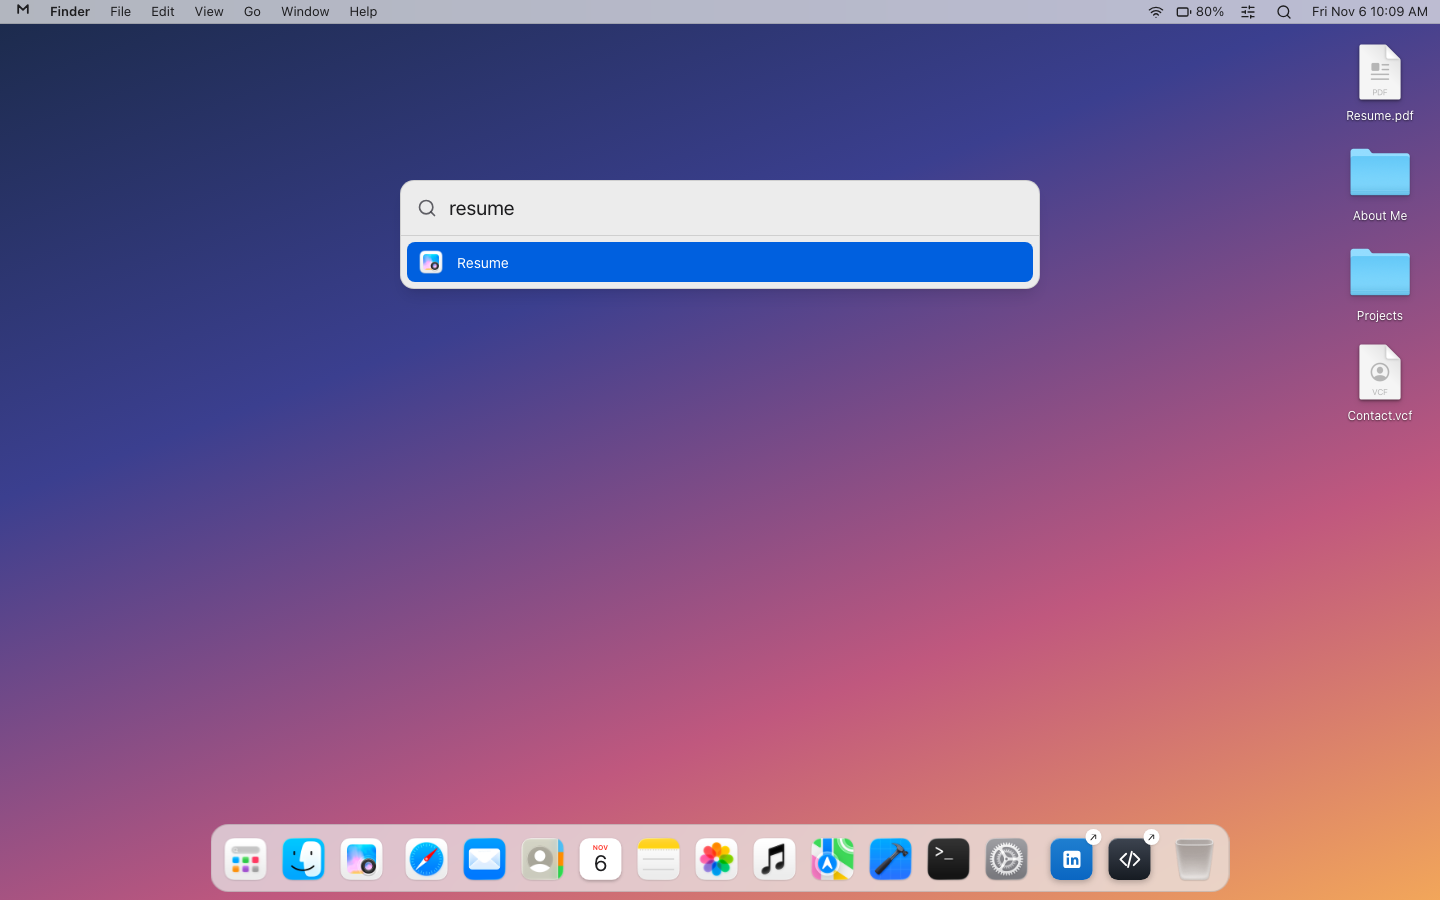 Finder File Edit View Go Window Help 80% Fri Nov 6 10:09 AM
PDF
Resume.pdf
About Me
Projects
VCF
Contact.vcf
resume
Resume
NOV
6
>_
in
</>